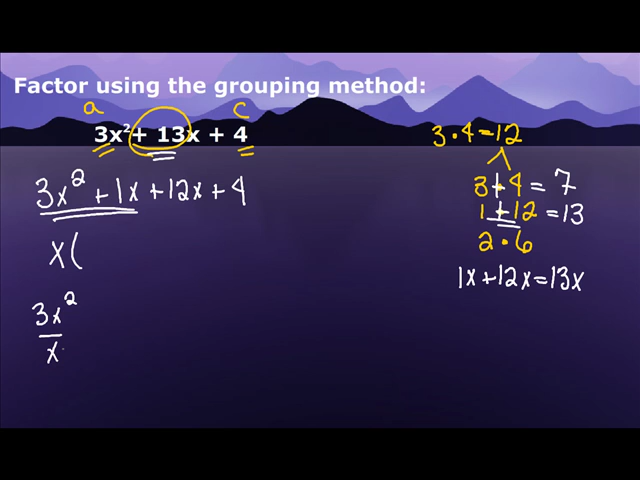 Factor using the grouping method:
a c
3x² + 13x + 4
3x² + 1x + 12x + 4
x(
3x²
x
3 · 4 = 12
3 + 4 = 7
1 + 12 = 13
2 · 6
1x + 12x = 13x